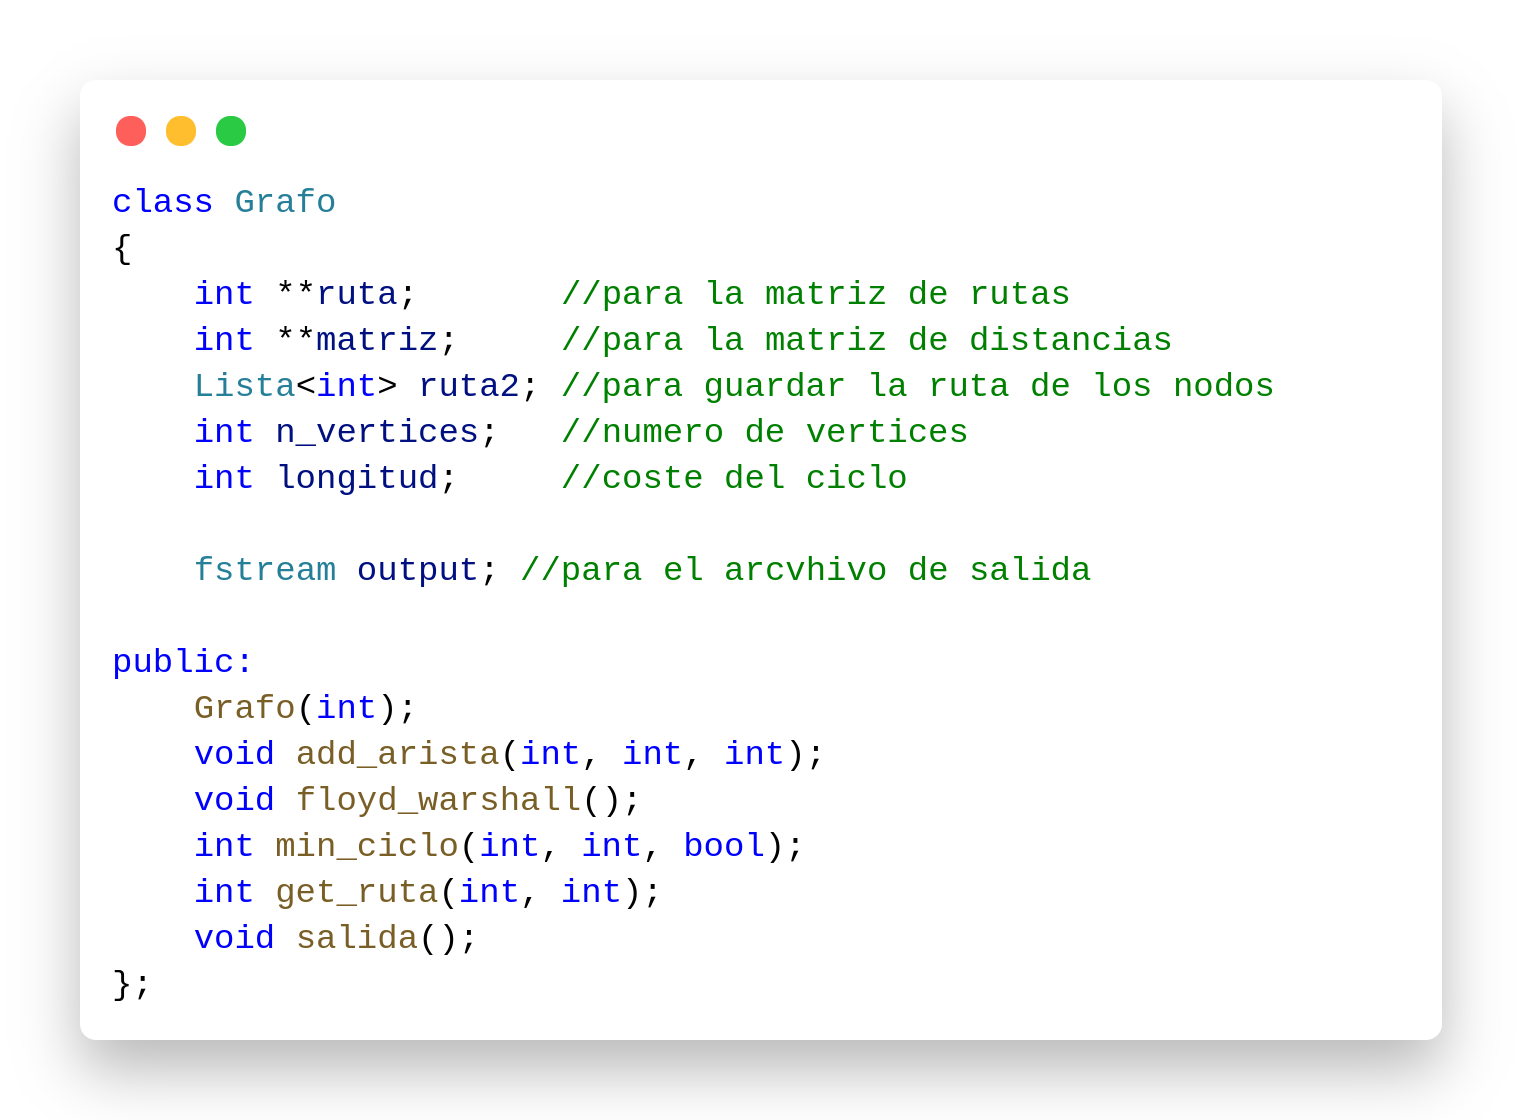 class Grafo
{
    int **ruta;       //para la matriz de rutas
    int **matriz;     //para la matriz de distancias
    Lista<int> ruta2; //para guardar la ruta de los nodos
    int n_vertices;   //numero de vertices
    int longitud;     //coste del ciclo

    fstream output; //para el arcvhivo de salida

public:
    Grafo(int);
    void add_arista(int, int, int);
    void floyd_warshall();
    int min_ciclo(int, int, bool);
    int get_ruta(int, int);
    void salida();
};